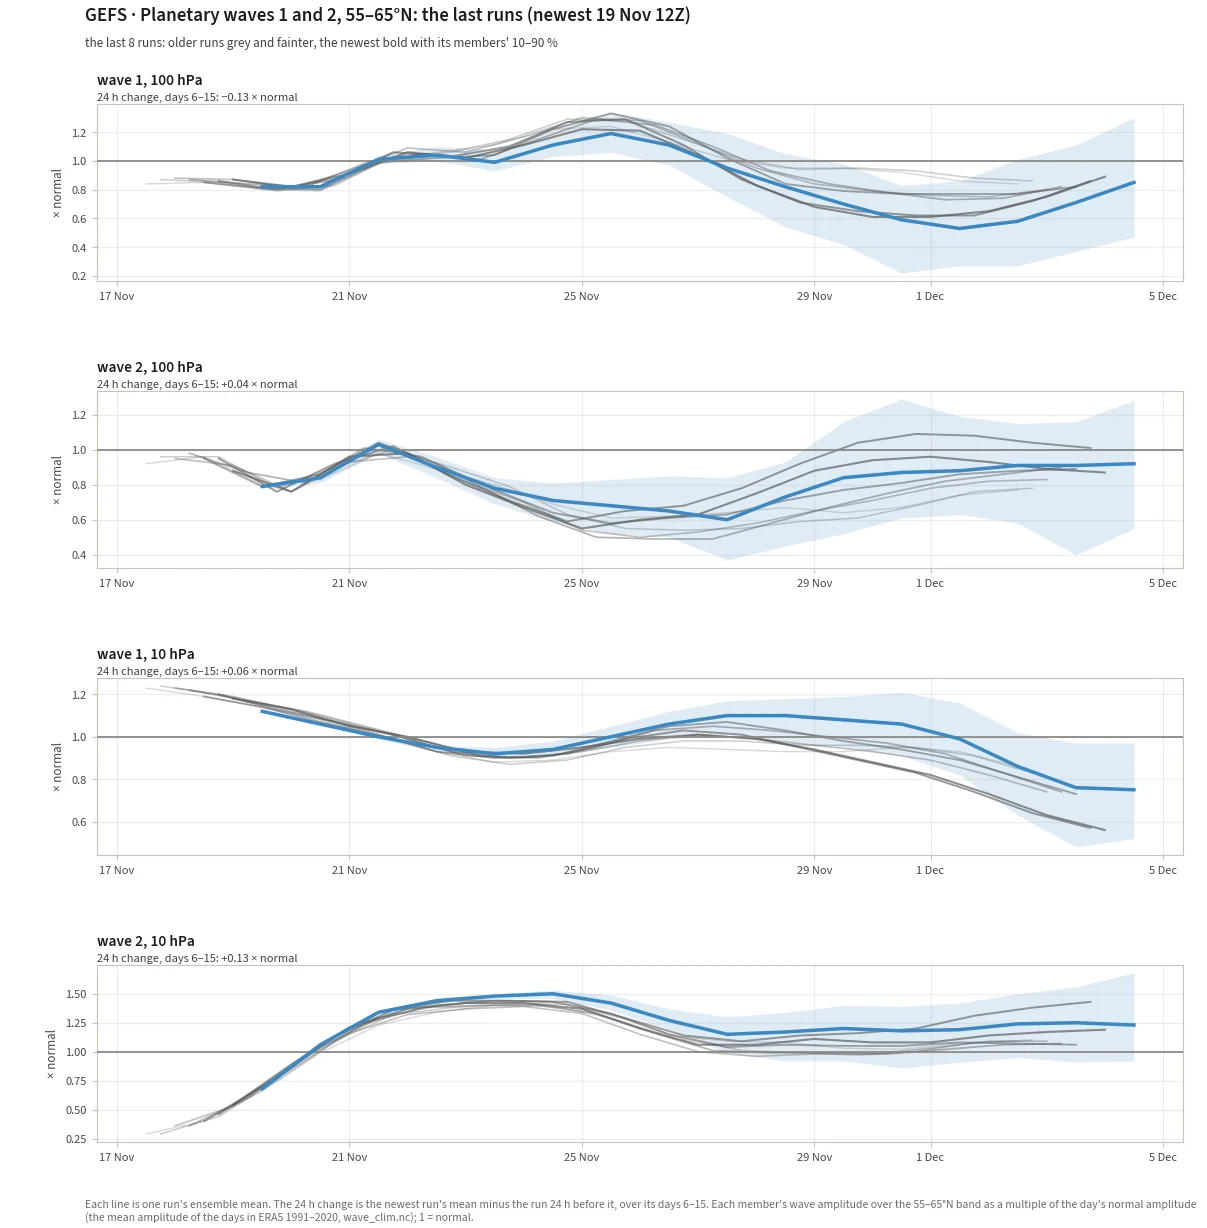 GEFS · Planetary waves 1 and 2, 55–65°N: the last runs (newest 19 Nov 12Z)
the last 8 runs: older runs grey and fainter, the newest bold with its members' 10–90 %
wave 1, 100 hPa
24 h change, days 6–15: −0.13 × normal
× normal
1.2
1.0
0.8
0.6
0.4
0.2
17 Nov 21 Nov 25 Nov 29 Nov 1 Dec 5 Dec
wave 2, 100 hPa
24 h change, days 6–15: +0.04 × normal
× normal
1.2
1.0
0.8
0.6
0.4
17 Nov 21 Nov 25 Nov 29 Nov 1 Dec 5 Dec
wave 1, 10 hPa
24 h change, days 6–15: +0.06 × normal
× normal
1.2
1.0
0.8
0.6
17 Nov 21 Nov 25 Nov 29 Nov 1 Dec 5 Dec
wave 2, 10 hPa
24 h change, days 6–15: +0.13 × normal
× normal
1.50
1.25
1.00
0.75
0.50
0.25
17 Nov 21 Nov 25 Nov 29 Nov 1 Dec 5 Dec
Each line is one run's ensemble mean. The 24 h change is the newest run's mean minus the run 24 h before it, over its days 6–15. Each member's wave amplitude over the 55–65°N band as a multiple of the day's normal amplitude
(the mean amplitude of the days in ERA5 1991–2020, wave_clim.nc); 1 = normal.